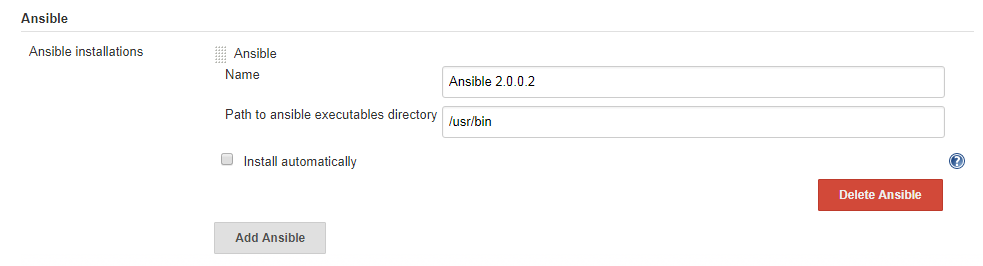 Ansible
Ansible installations
Ansible
Name
Ansible 2.0.0.2
Path to ansible executables directory
/usr/bin
Install automatically
?
Delete Ansible
Add Ansible